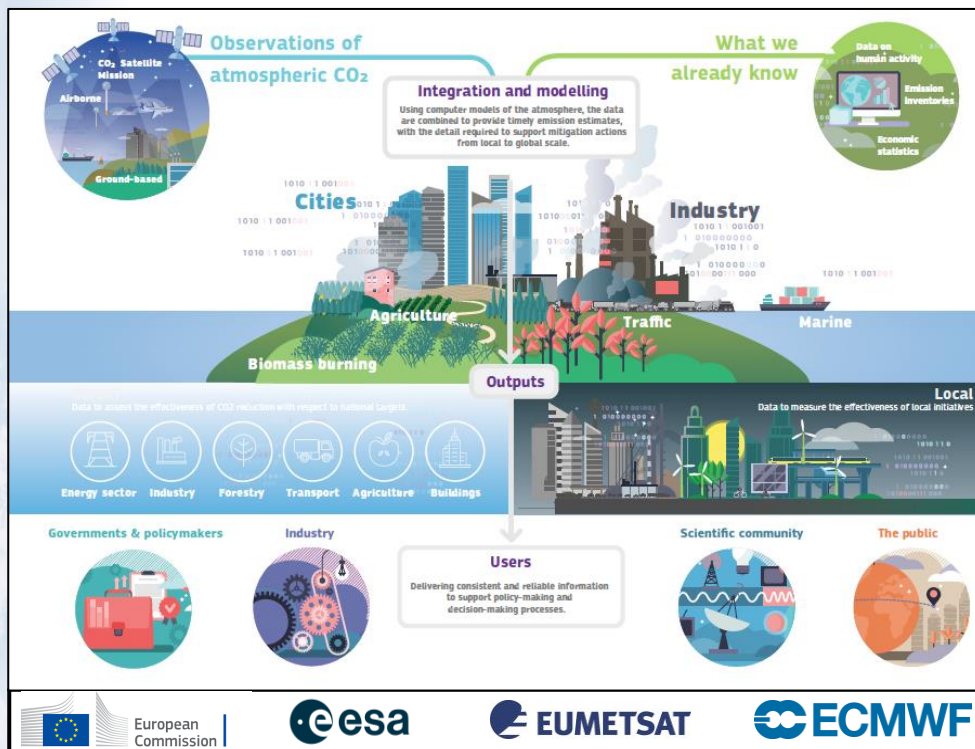 Observations of
atmospheric CO₂
What we
already know
CO₂ Satellite
Mission
Airborne
Ground-based
Data on
human activity
Emission
Inventories
Economic
statistics
Integration and modelling
Using computer models of the atmosphere, the data
are combined to provide timely emission estimates,
with the detail required to support mitigation actions
from local to global scale.
Cities
Industry
Agriculture
Traffic
Marine
Biomass burning
Outputs
Data to assess the effectiveness of CO2 reduction with respect to national targets
Local
Data to measure the effectiveness of local initiatives
Energy sector
Industry
Forestry
Transport
Agriculture
Buildings
Governments & policymakers
Industry
Users
Delivering consistent and reliable information
to support policy-making and
decision-making processes.
Scientific community
The public
European
Commission
esa
EUMETSAT
ECMWF